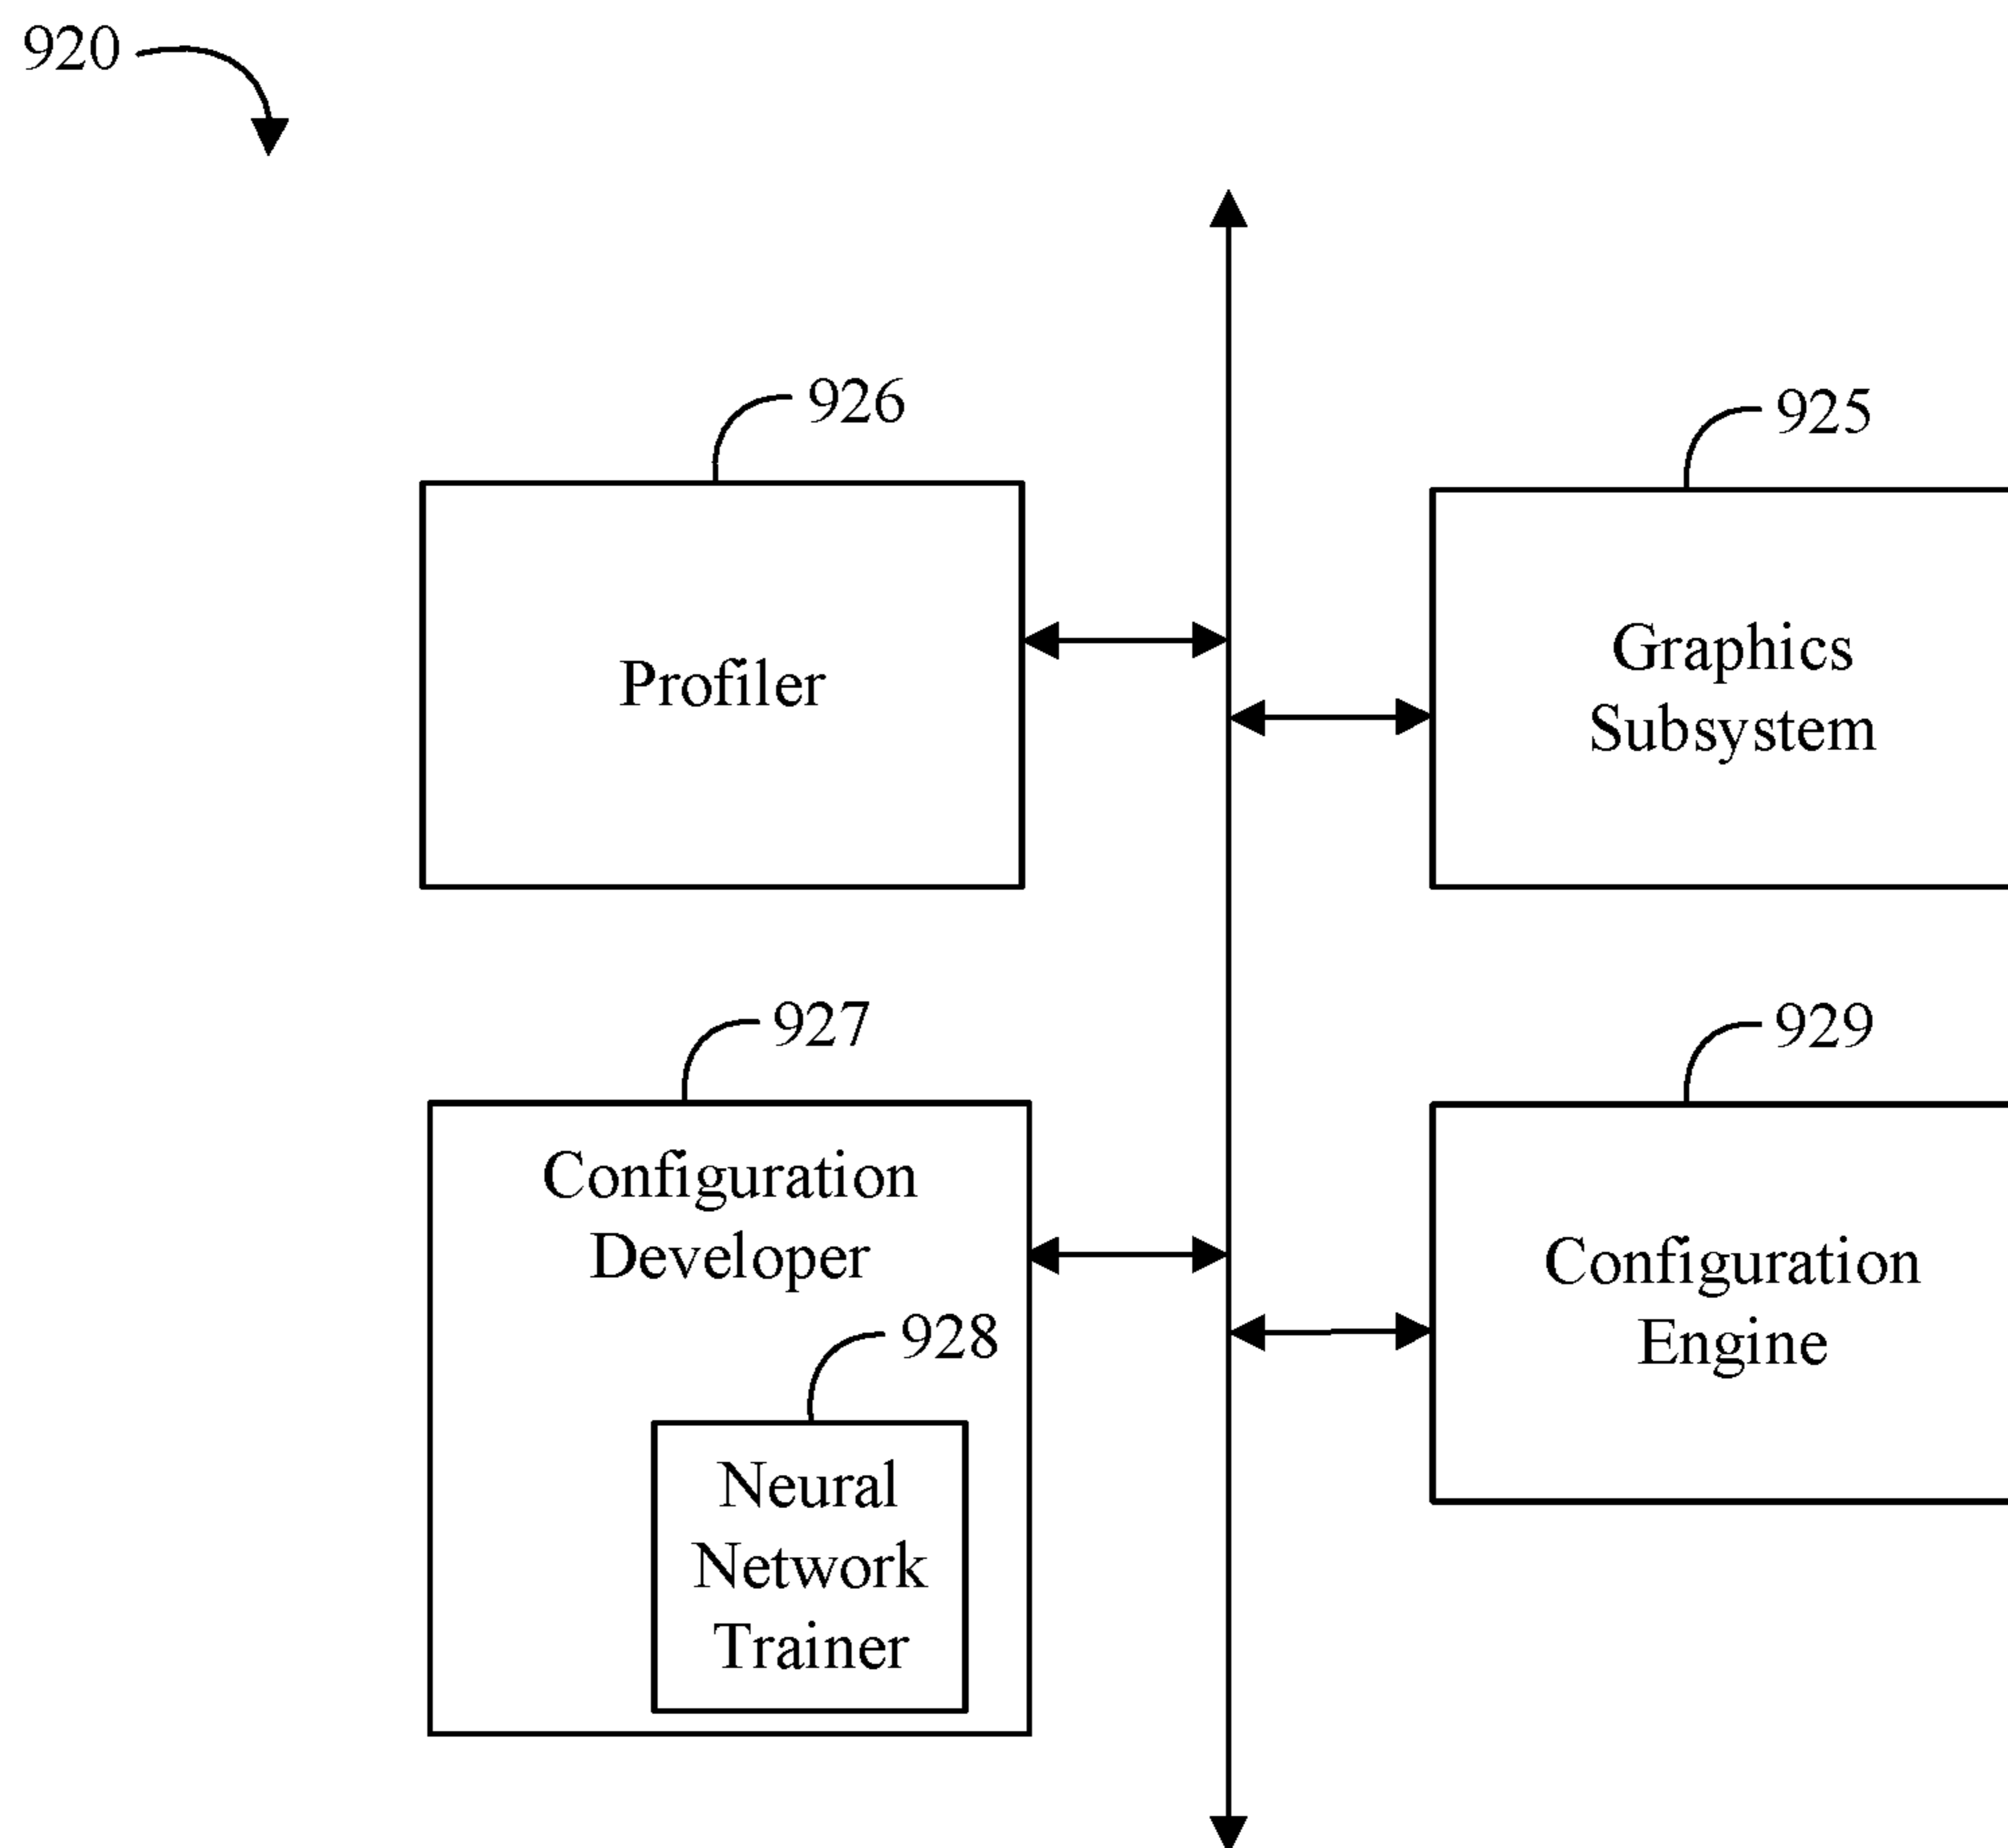 920
926
925
Profiler
Graphics
Subsystem
927
929
Configuration
Developer
Configuration
Engine
928
Neural
Network
Trainer